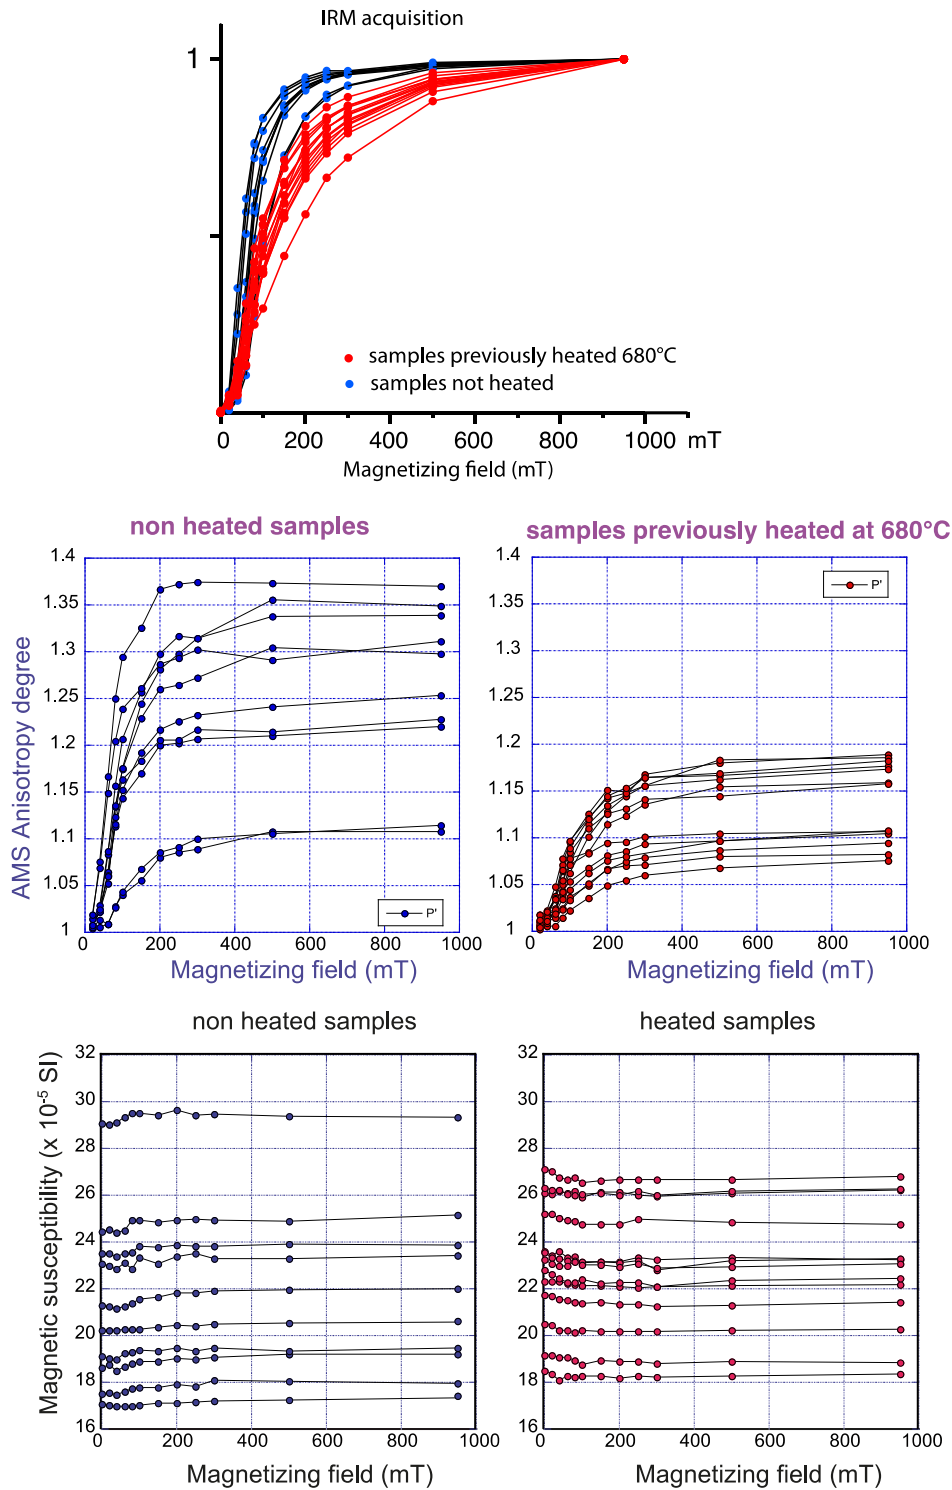 IRM acquisition
1
samples previously heated 680°C
samples not heated
0 200 400 600 800 1000 mT
Magnetizing field (mT)
non heated samples
samples previously heated at 680°C
AMS Anisotropy degree
1.4
1.35
1.3
1.25
1.2
1.15
1.1
1.05
1
P'
0 200 400 600 800 1000
Magnetizing field (mT)
1.4
1.35
1.3
1.25
1.2
1.15
1.1
1.05
1
P'
0 200 400 600 800 1000
Magnetizing field (mT)
non heated samples
heated samples
Magnetic susceptibility (x 10⁻⁵ SI)
32
30
28
26
24
22
20
18
16
0 200 400 600 800 1000
Magnetizing field (mT)
32
30
28
26
24
22
20
18
16
0 200 400 600 800 1000
Magnetizing field (mT)